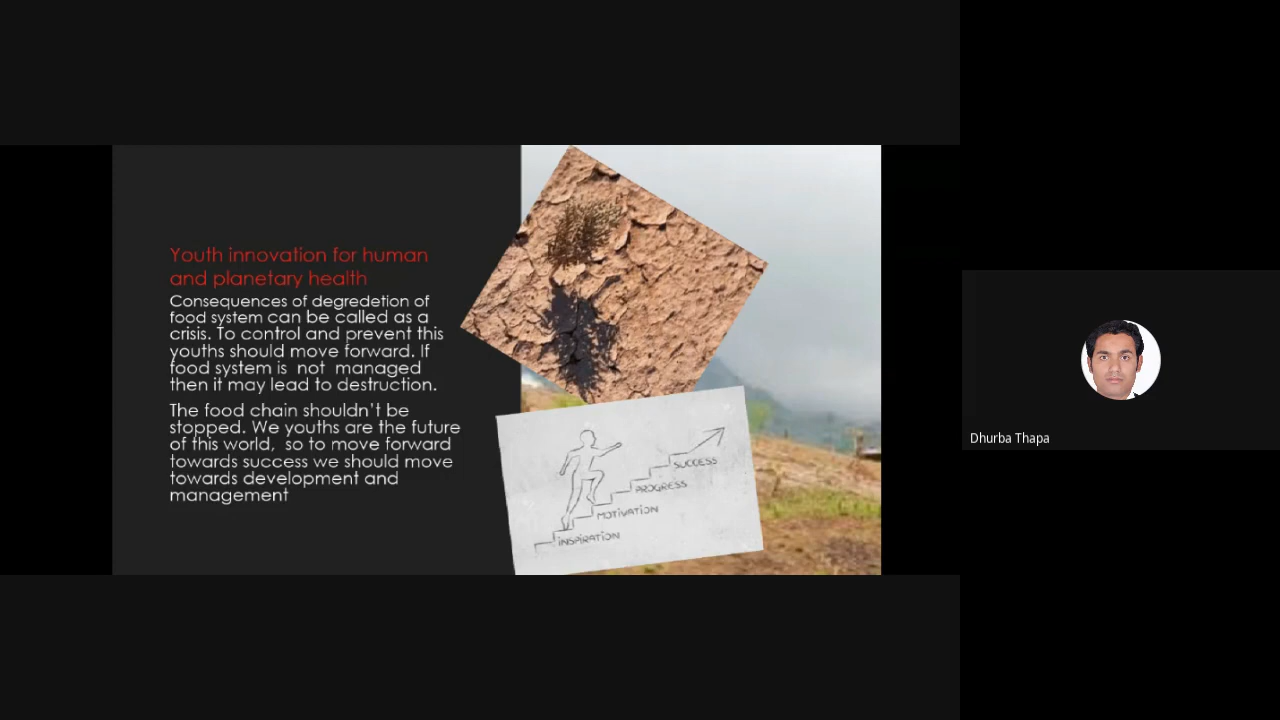 Youth innovation for human
and planetary health
Consequences of degredetion of
food system can be called as a
crisis. To control and prevent this
youths should move forward. If
food system is  not  managed
then it may lead to destruction.
The food chain shouldn't be
stopped. We youths are the future
of this world,  so to move forward
towards success we should move
towards development and
management
SUCCESS
PROGRESS
MOTIVATION
INSPIRATION
Dhurba Thapa